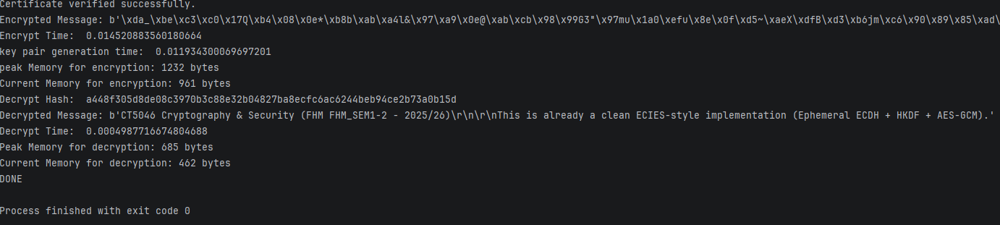 Certificate verified successfully.
Encrypted Message: b'\xda_\xbe\xc3\xc0\x17Q\xb4\x08\x0e*\xb8b\xab\xa4l&\x97\xa9\x0e@\xab\xcb\x98\x99G3"\x97mu\x1a0\xefu\x8e\x0f\xd5~\xaeX\xdfB\xd3\xb6jm\xc6\x90\x89\x85\xad\
Encrypt Time:  0.014520883560180664
key pair generation time:  0.011934300069697201
peak Memory for encryption: 1232 bytes
Current Memory for encryption: 961 bytes
Decrypt Hash:  a448f305d8de08c3970b3c88e32b04827ba8ecfc6ac6244beb94ce2b73a0b15d
Decrypted Message: b'CT5046 Cryptography & Security (FHM FHM_SEM1-2 - 2025/26)\r\n\r\nThis is already a clean ECIES-style implementation (Ephemeral ECDH + HKDF + AES-GCM).'
Decrypt Time:  0.0004987716674804688
Peak Memory for decryption: 685 bytes
Current Memory for decryption: 462 bytes
DONE
Process finished with exit code 0